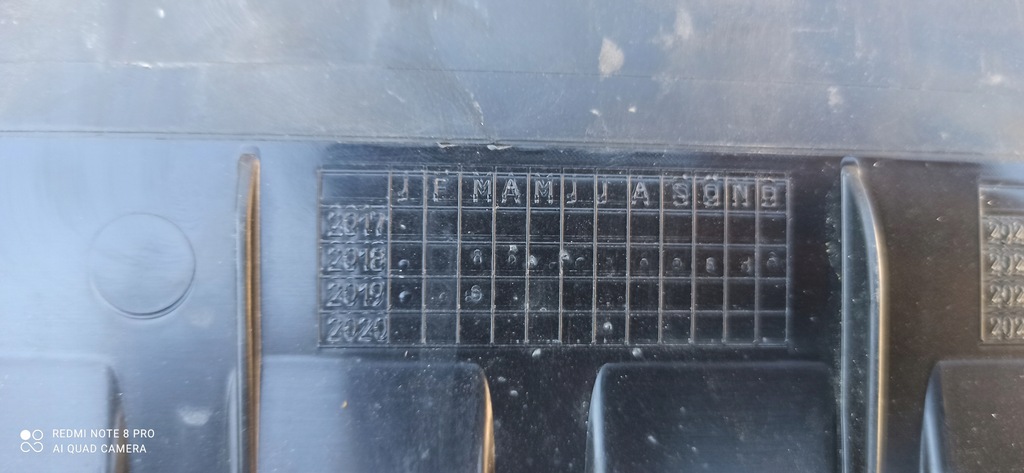 J F M A M J J A S O N D
2017
2018
2019
2020
REDMI NOTE 8 PRO
AI QUAD CAMERA